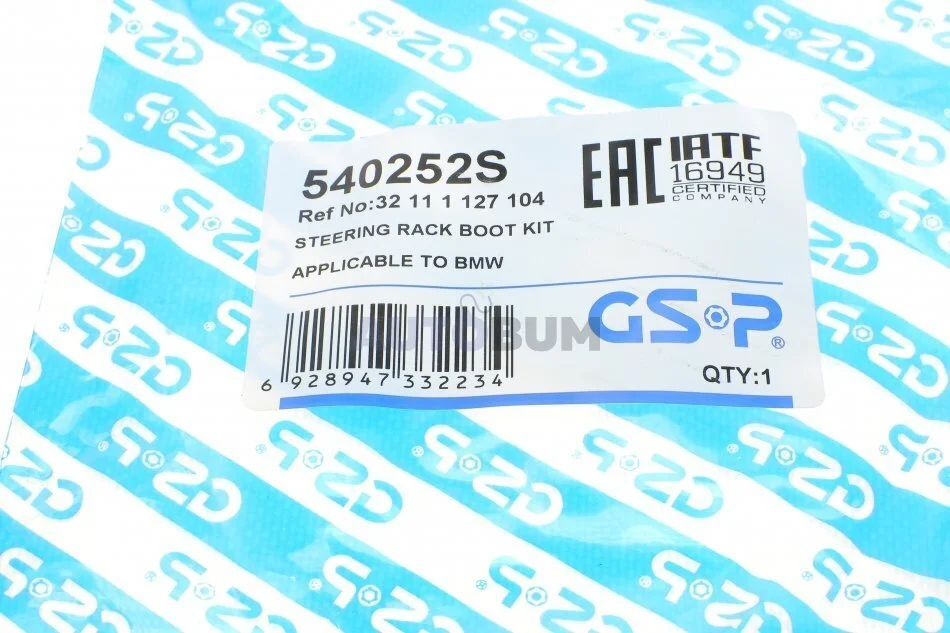 540252S
Ref No:32 11 1 127 104
STEERING RACK BOOT KIT
APPLICABLE TO BMW
EAC
IATF
16949
CERTIFIED
COMPANY
AUTOBUM
GSP®
6 928947 332234
QTY:1